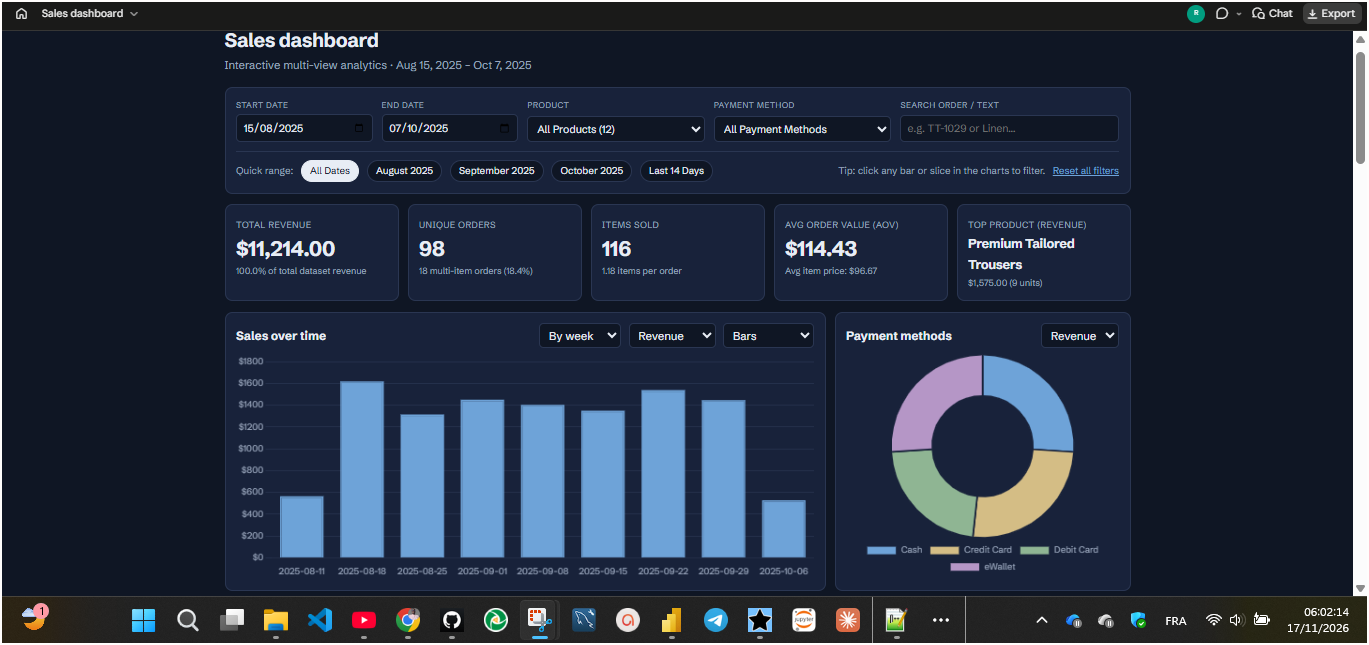 Sales dashboard
Chat
Export
R
Sales dashboard
Interactive multi-view analytics · Aug 15, 2025 – Oct 7, 2025
START DATE
END DATE
PRODUCT
PAYMENT METHOD
SEARCH ORDER / TEXT
15/08/2025
07/10/2025
All Products (12)
All Payment Methods
e.g. TT-1029 or Linen...
Quick range:
All Dates
August 2025
September 2025
October 2025
Last 14 Days
Tip: click any bar or slice in the charts to filter.
Reset all filters
TOTAL REVENUE
$11,214.00
100.0% of total dataset revenue
UNIQUE ORDERS
98
18 multi-item orders (18.4%)
ITEMS SOLD
116
1.18 items per order
AVG ORDER VALUE (AOV)
$114.43
Avg item price: $96.67
TOP PRODUCT (REVENUE)
Premium Tailored
Trousers
$1,575.00 (9 units)
Sales over time
By week
Revenue
Bars
$1800
$1600
$1400
$1200
$1000
$800
$600
$400
$200
$0
2025-08-11
2025-08-18
2025-08-25
2025-09-01
2025-09-08
2025-09-15
2025-09-22
2025-09-29
2025-10-06
Payment methods
Revenue
Cash
Credit Card
Debit Card
eWallet
1
jupyter
FRA
06:02:14
17/11/2026